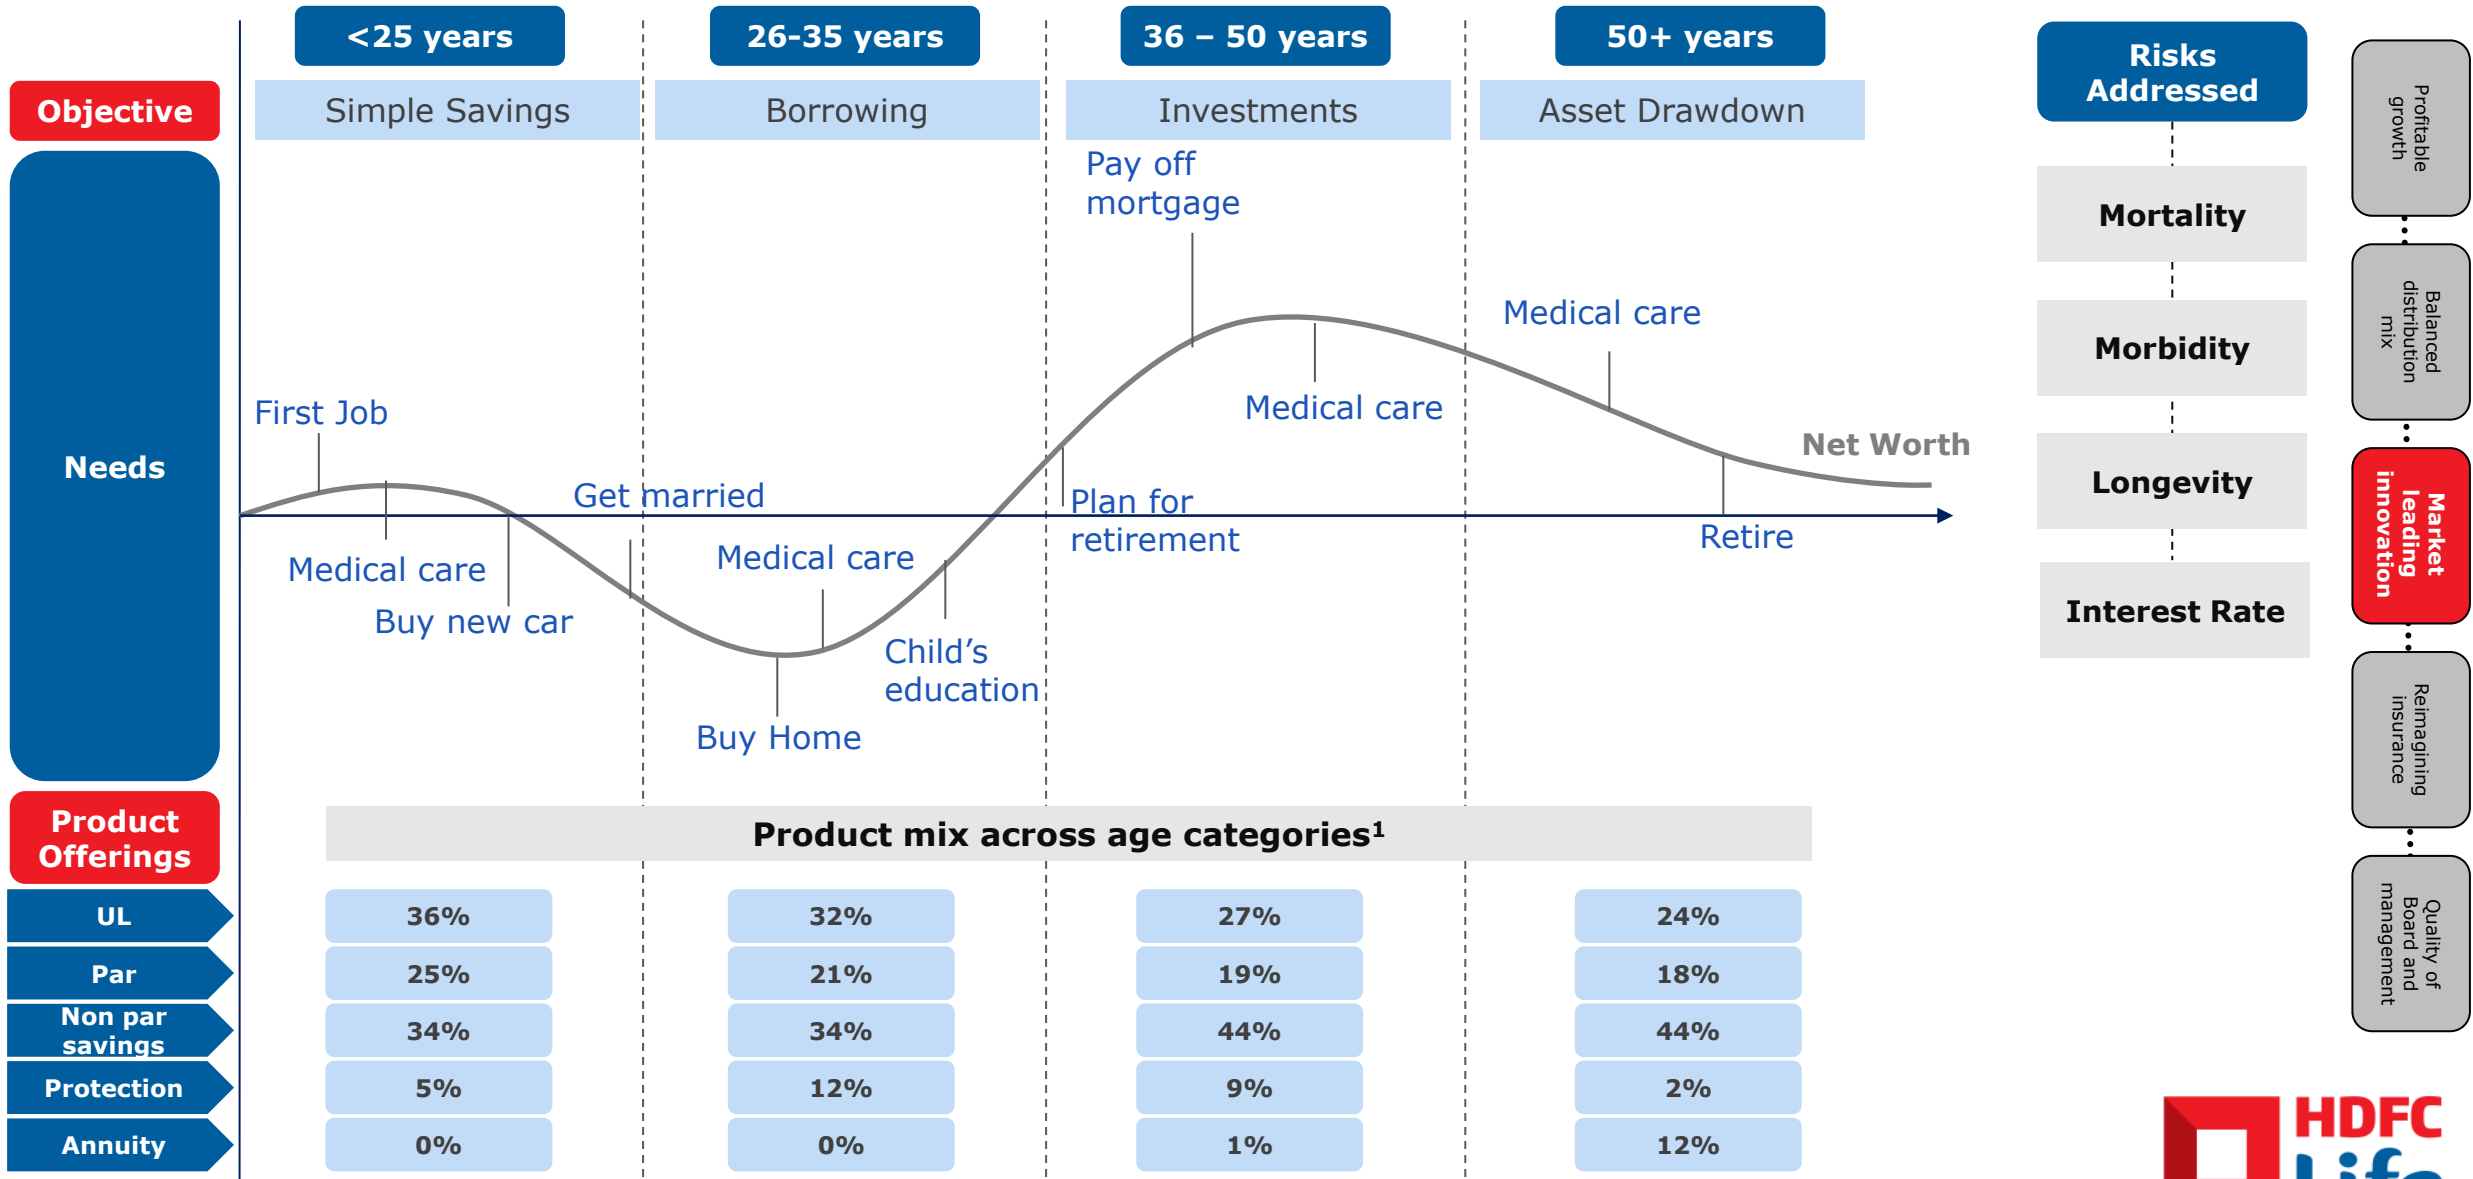 <25 years
26-35 years
36 – 50 years
50+ years
Objective
Simple Savings
Borrowing
Investments
Asset Drawdown
Needs
First Job
Medical care
Buy new car
Get married
Medical care
Buy Home
Child’s
education
Pay off
mortgage
Plan for
retirement
Medical care
Medical care
Retire
Net Worth
Product
Offerings
Product mix across age categories¹
UL
36%
32%
27%
24%
Par
25%
21%
19%
18%
Non par
savings
34%
34%
44%
44%
Protection
5%
12%
9%
2%
Annuity
0%
0%
1%
12%
Risks
Addressed
Mortality
Morbidity
Longevity
Interest Rate
Profitable
growth
Balanced
distribution
mix
Market
leading
innovation
Reimagining
insurance
Quality of
Board and
management
HDFC
Life